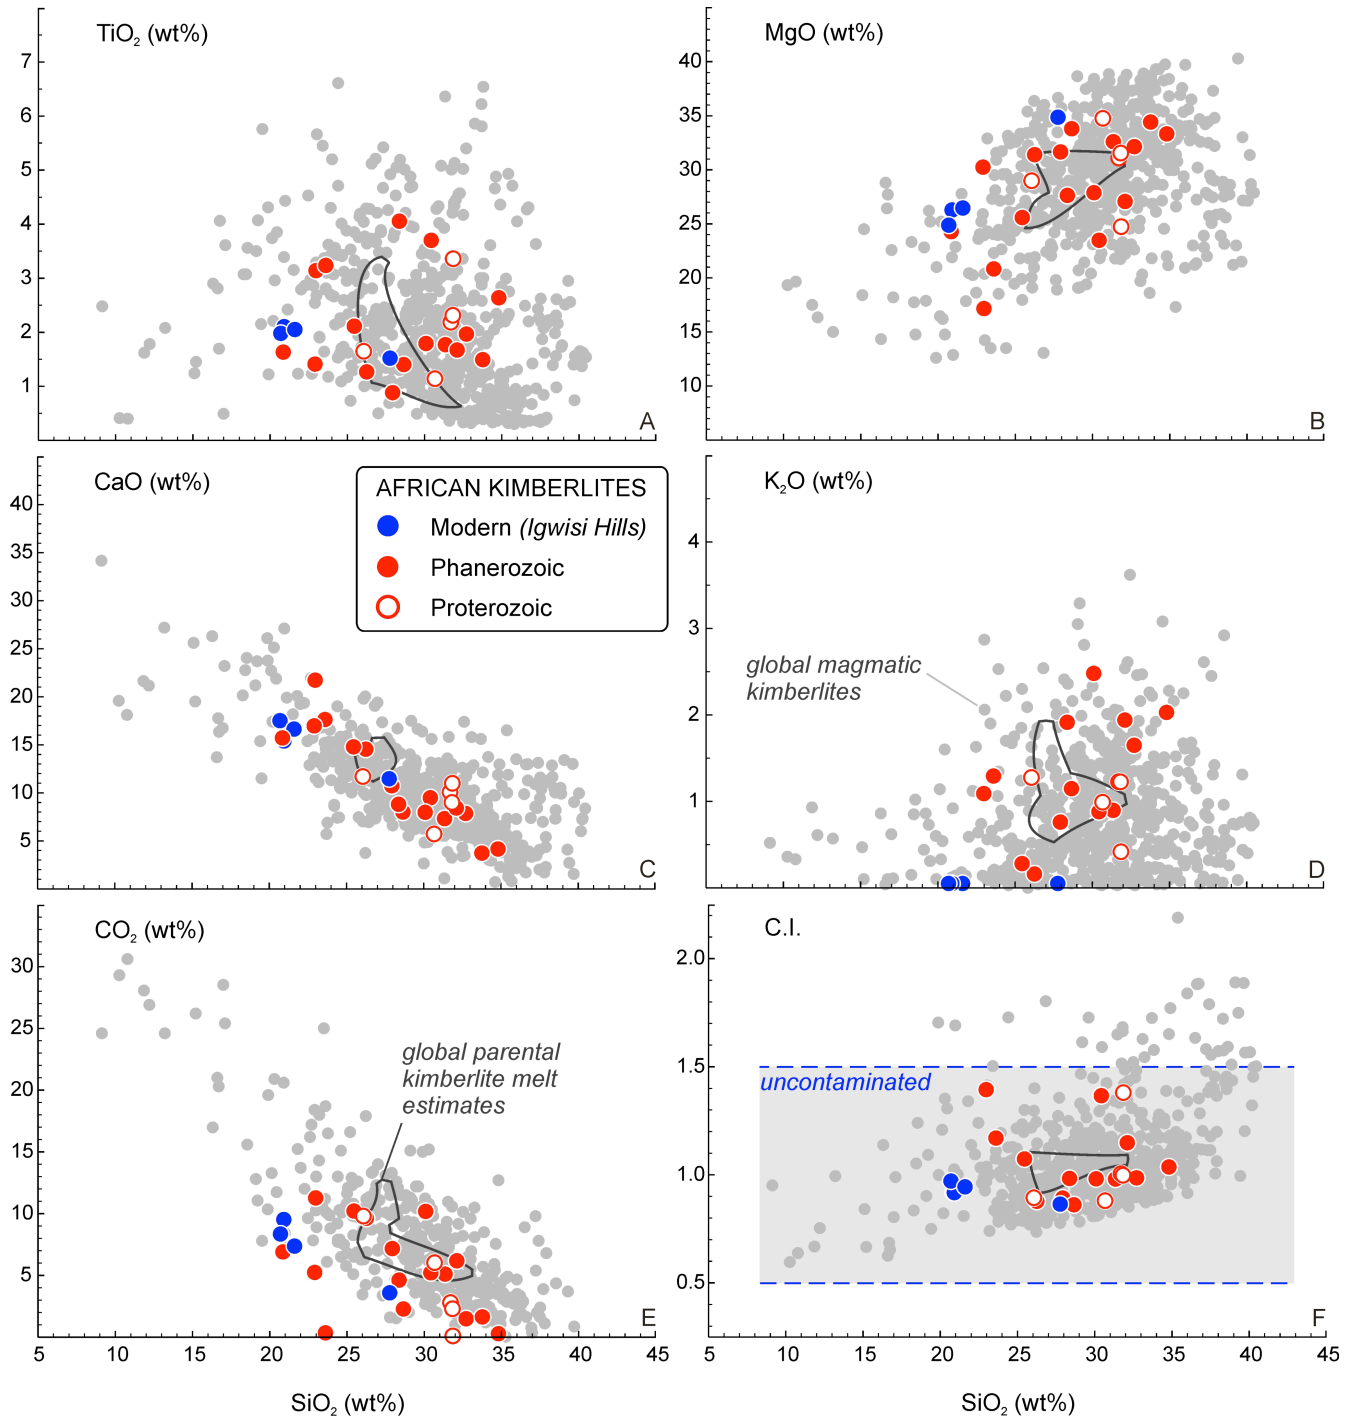 TiO₂ (wt%)
7
6
5
4
3
2
1
A
MgO (wt%)
40
35
30
25
20
15
10
B
CaO (wt%)
40
35
30
25
20
15
10
5
C
AFRICAN KIMBERLITES
Modern (Igwisi Hills)
Phanerozoic
Proterozoic
K₂O (wt%)
4
3
2
1
global magmatic
kimberlites
D
CO₂ (wt%)
30
25
20
15
10
5
global parental
kimberlite melt
estimates
E
5 10 15 20 25 30 35 40 45
SiO₂ (wt%)
C.I.
2.0
1.5
1.0
0.5
uncontaminated
F
5 10 15 20 25 30 35 40 45
SiO₂ (wt%)